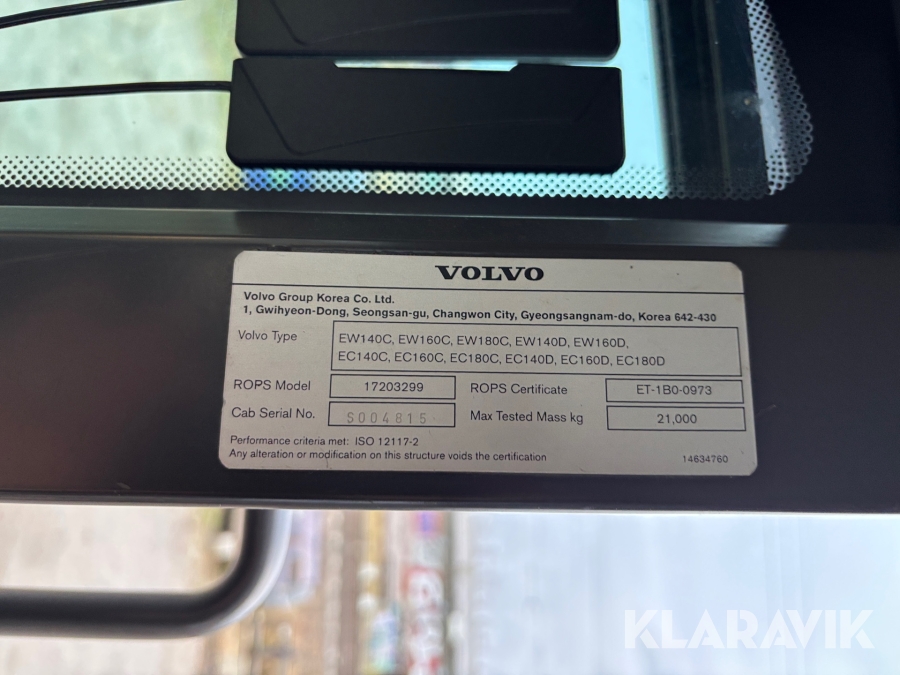 VOLVO
Volvo Group Korea Co. Ltd.
1, Gwihyeon-Dong, Seongsan-gu, Changwon City, Gyeongsangnam-do, Korea 642-430
Volvo Type
EW140C, EW160C, EW180C, EW140D, EW160D,
EC140C, EC160C, EC180C, EC140D, EC160D, EC180D
ROPS Model 17203299 ROPS Certificate ET-1B0-0973
Cab Serial No. S004815 Max Tested Mass kg 21,000
Performance criteria met: ISO 12117-2
Any alteration or modification on this structure voids the certification 14634760
KLARAVIK